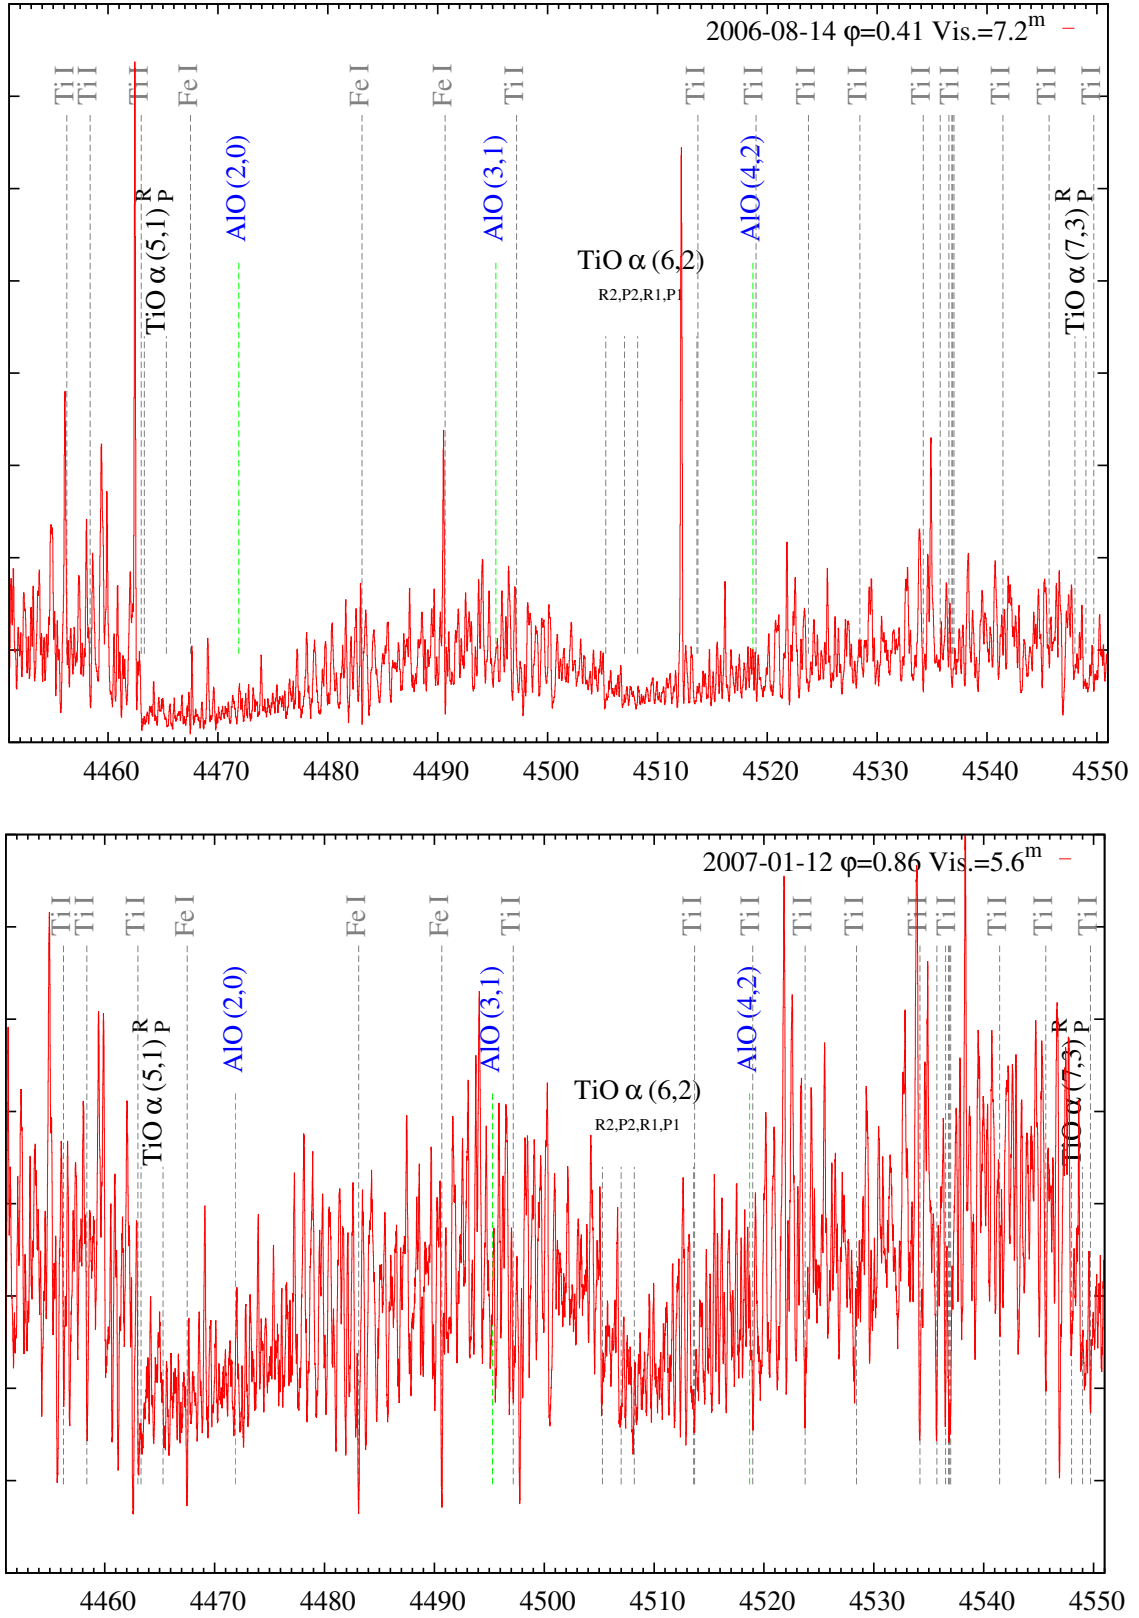 2006-08-14 φ=0.41 Vis.=7.2^m
Ti I
Ti I
Ti I
Fe I
Fe I
Fe I
Ti I
Ti I
Ti I
Ti I
Ti I
Ti I
Ti I
Ti I
Ti I
Ti I
TiO α (5,1) R P
AlO (2,0)
AlO (3,1)
TiO α (6,2)
R2,P2,R1,P1
AlO (4,2)
TiO α (7,3) R P
4460 4470 4480 4490 4500 4510 4520 4530 4540 4550
2007-01-12 φ=0.86 Vis.=5.6^m
Ti I
Ti I
Ti I
Fe I
Fe I
Fe I
Ti I
Ti I
Ti I
Ti I
Ti I
Ti I
Ti I
Ti I
Ti I
Ti I
TiO α (5,1) R P
AlO (2,0)
AlO (3,1)
TiO α (6,2)
R2,P2,R1,P1
AlO (4,2)
TiO α (7,3) R P
4460 4470 4480 4490 4500 4510 4520 4530 4540 4550